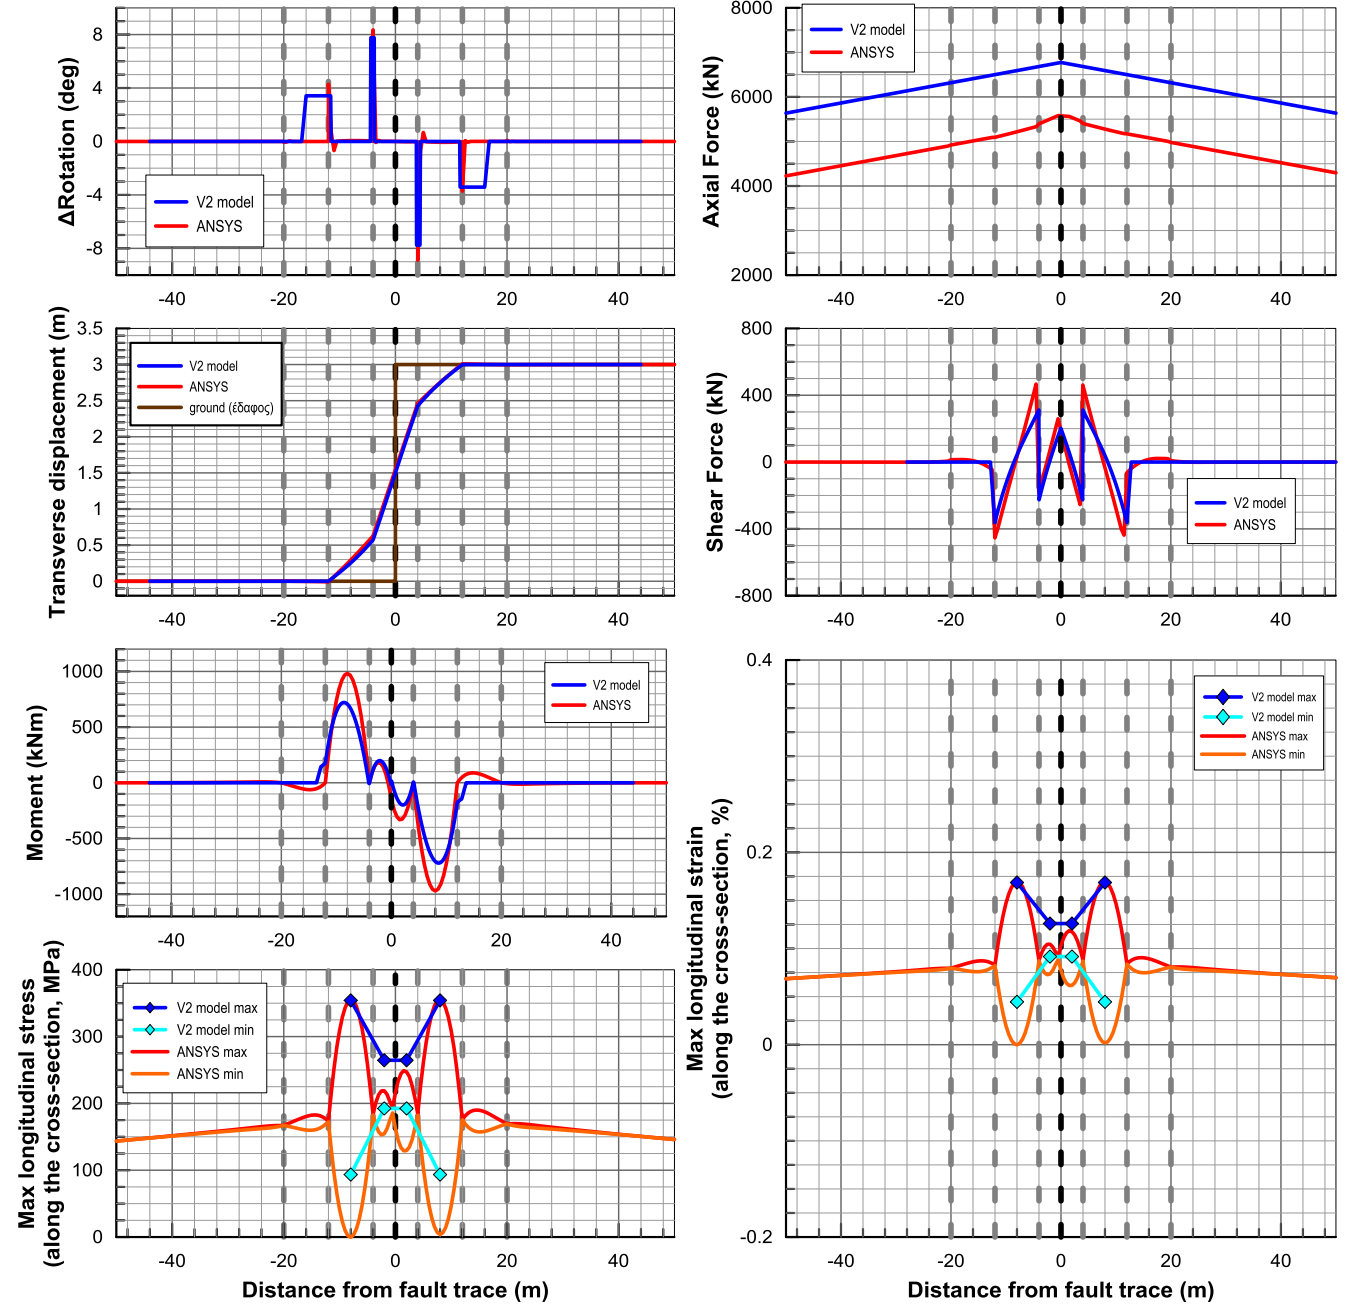 ΔRotation (deg)
8
4
0
-4
-8
V2 model
ANSYS
-40
-20
0
20
40
Axial Force (kN)
8000
6000
4000
2000
V2 model
ANSYS
-40
-20
0
20
40
Transverse displacement (m)
3.5
3
2.5
2
1.5
1
0.5
0
V2 model
ANSYS
ground (έδαφος)
-40
-20
0
20
40
Shear Force (kN)
800
400
0
-400
-800
V2 model
ANSYS
-40
-20
0
20
40
Moment (kNm)
1000
500
0
-500
-1000
V2 model
ANSYS
-40
-20
0
20
40
Max longitudinal stress
(along the cross-section, MPa)
400
300
200
100
0
V2 model max
V2 model min
ANSYS max
ANSYS min
-40
-20
0
20
40
Distance from fault trace (m)
Max longitudinal strain
(along the cross-section, %)
0.4
0.2
0
-0.2
V2 model max
V2 model min
ANSYS max
ANSYS min
-40
-20
0
20
40
Distance from fault trace (m)